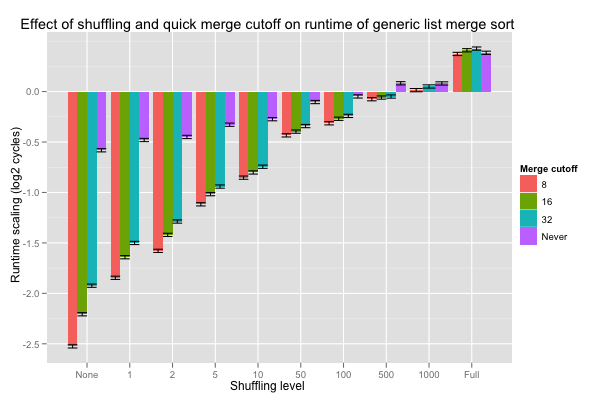 Effect of shuffling and quick merge cutoff on runtime of generic list merge sort
Runtime scaling (log2 cycles)
0.0
-0.5
-1.0
-1.5
-2.0
-2.5
None 1 2 5 10 50 100 500 1000 Full
Shuffling level
Merge cutoff
8
16
32
Never